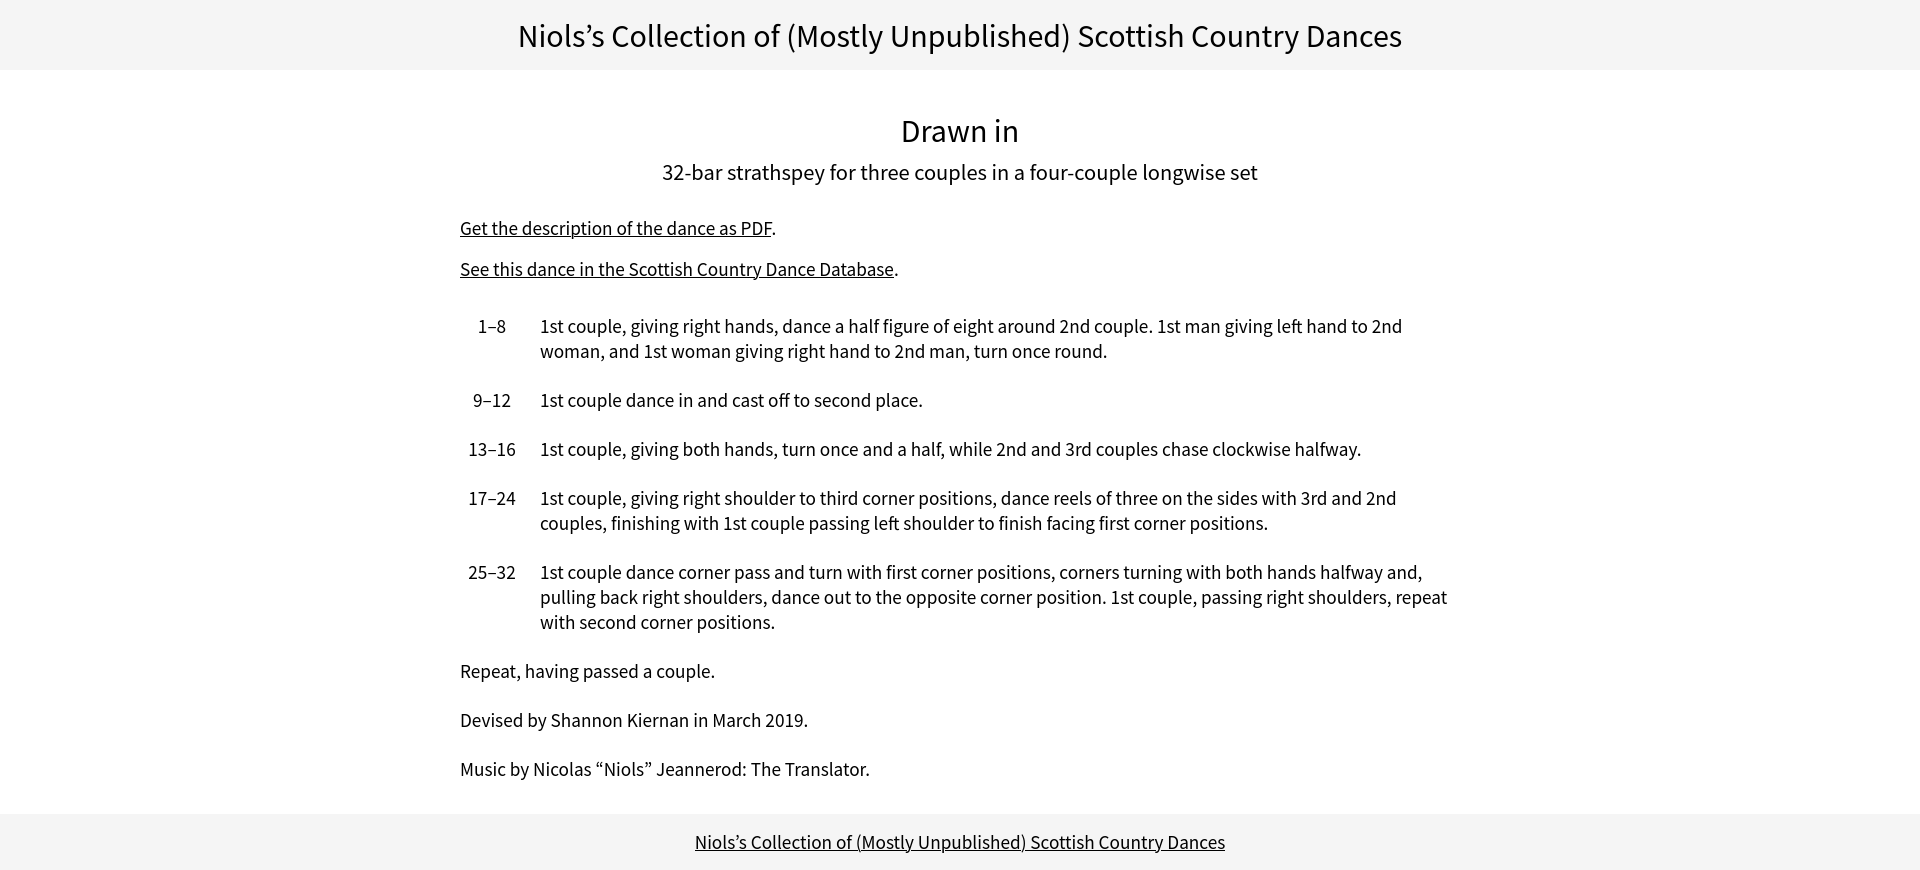 Niols’s Collection of (Mostly Unpublished) Scottish Country Dances
Drawn in
32-bar strathspey for three couples in a four-couple longwise set
Get the description of the dance as PDF.
See this dance in the Scottish Country Dance Database.
1–8 1st couple, giving right hands, dance a half figure of eight around 2nd couple. 1st man giving left hand to 2nd
woman, and 1st woman giving right hand to 2nd man, turn once round.
9–12 1st couple dance in and cast off to second place.
13–16 1st couple, giving both hands, turn once and a half, while 2nd and 3rd couples chase clockwise halfway.
17–24 1st couple, giving right shoulder to third corner positions, dance reels of three on the sides with 3rd and 2nd
couples, finishing with 1st couple passing left shoulder to finish facing first corner positions.
25–32 1st couple dance corner pass and turn with first corner positions, corners turning with both hands halfway and,
pulling back right shoulders, dance out to the opposite corner position. 1st couple, passing right shoulders, repeat
with second corner positions.
Repeat, having passed a couple.
Devised by Shannon Kiernan in March 2019.
Music by Nicolas “Niols” Jeannerod: The Translator.
Niols’s Collection of (Mostly Unpublished) Scottish Country Dances